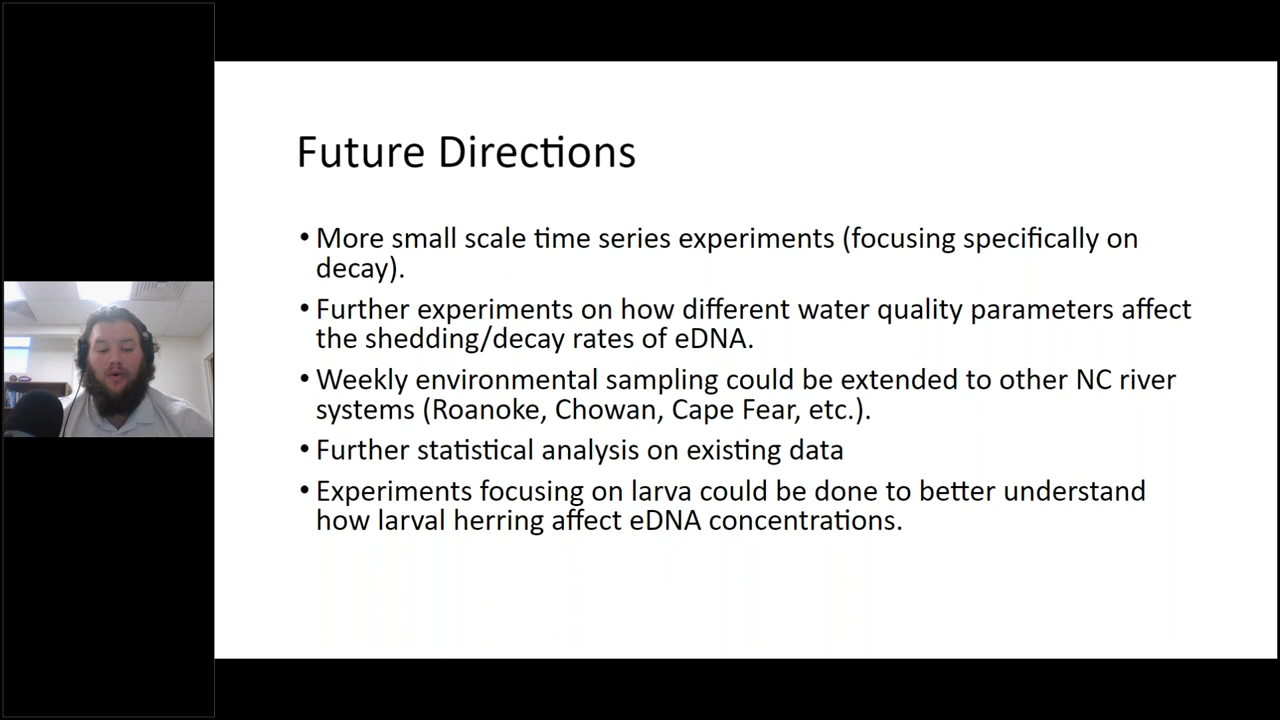 Future Directions
• More small scale time series experiments (focusing specifically on
decay).
• Further experiments on how different water quality parameters affect
the shedding/decay rates of eDNA.
• Weekly environmental sampling could be extended to other NC river
systems (Roanoke, Chowan, Cape Fear, etc.).
• Further statistical analysis on existing data
• Experiments focusing on larva could be done to better understand
how larval herring affect eDNA concentrations.